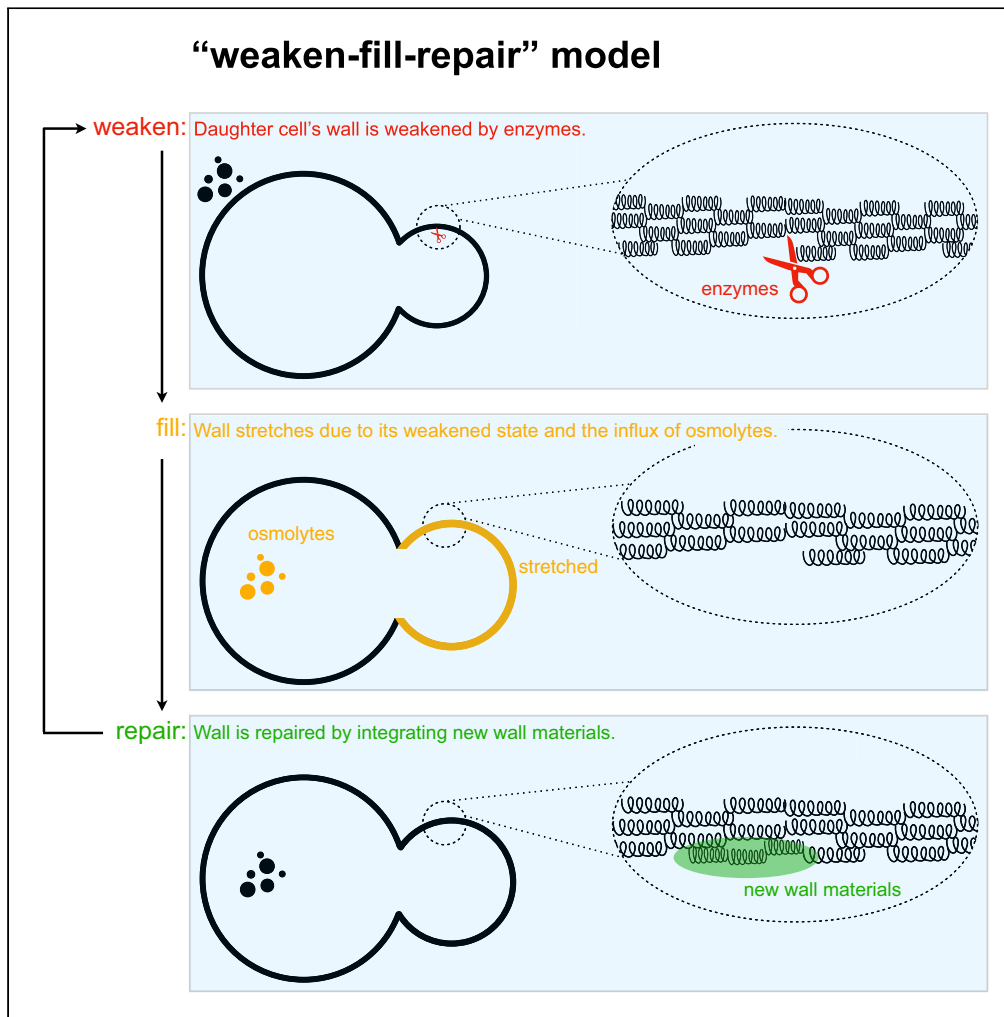 “weaken-fill-repair” model
weaken: Daughter cell’s wall is weakened by enzymes.
enzymes
fill: Wall stretches due to its weakened state and the influx of osmolytes.
osmolytes
stretched
repair: Wall is repaired by integrating new wall materials.
new wall materials